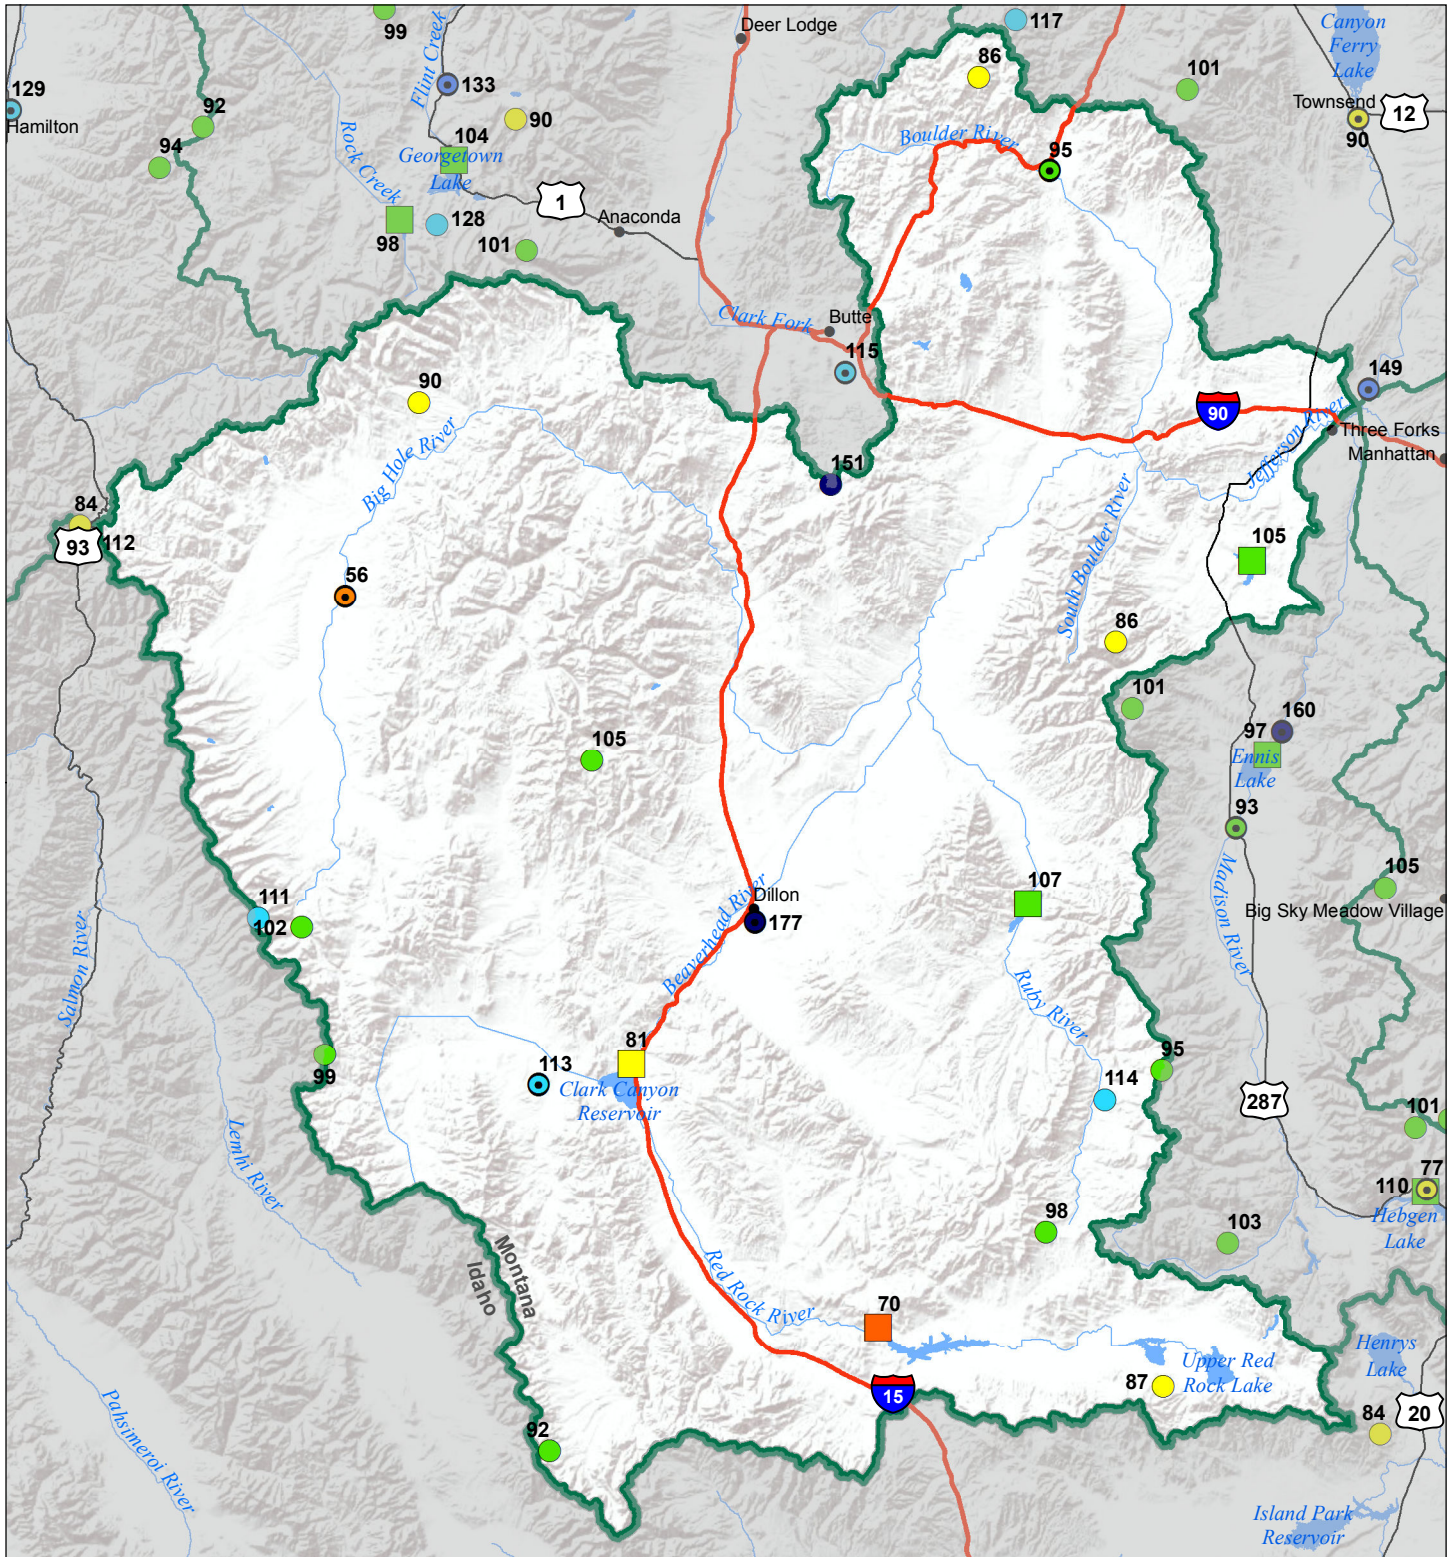 99
Flint Creek
Deer Lodge
117
Canyon
Ferry
Lake
86
101
129
Hamilton
92
133
90
Townsend
12
90
94
Rock Creek
104
Georgetown
Lake
Boulder River
95
1
98
128
101
Anaconda
Clark Fork
Butte
115
90
149
90
Big Hole River
Jefferson River
Three Forks
Manhattan
151
84
93
112
South Boulder River
105
56
86
101
160
97
Ennis
Lake
105
93
Madison River
105
Big Sky Meadow Village
107
Dillon
177
Beaverhead River
111
102
Salmon River
Ruby River
81
113
Clark Canyon
Reservoir
95
114
99
287
101
Lemhi River
77
110
Hebgen
Lake
98
103
Montana
Idaho
Red Rock River
70
Upper Red
Rock Lake
87
Henrys
Lake
15
84
20
Pahsimeroi River
92
Island Park
Reservoir